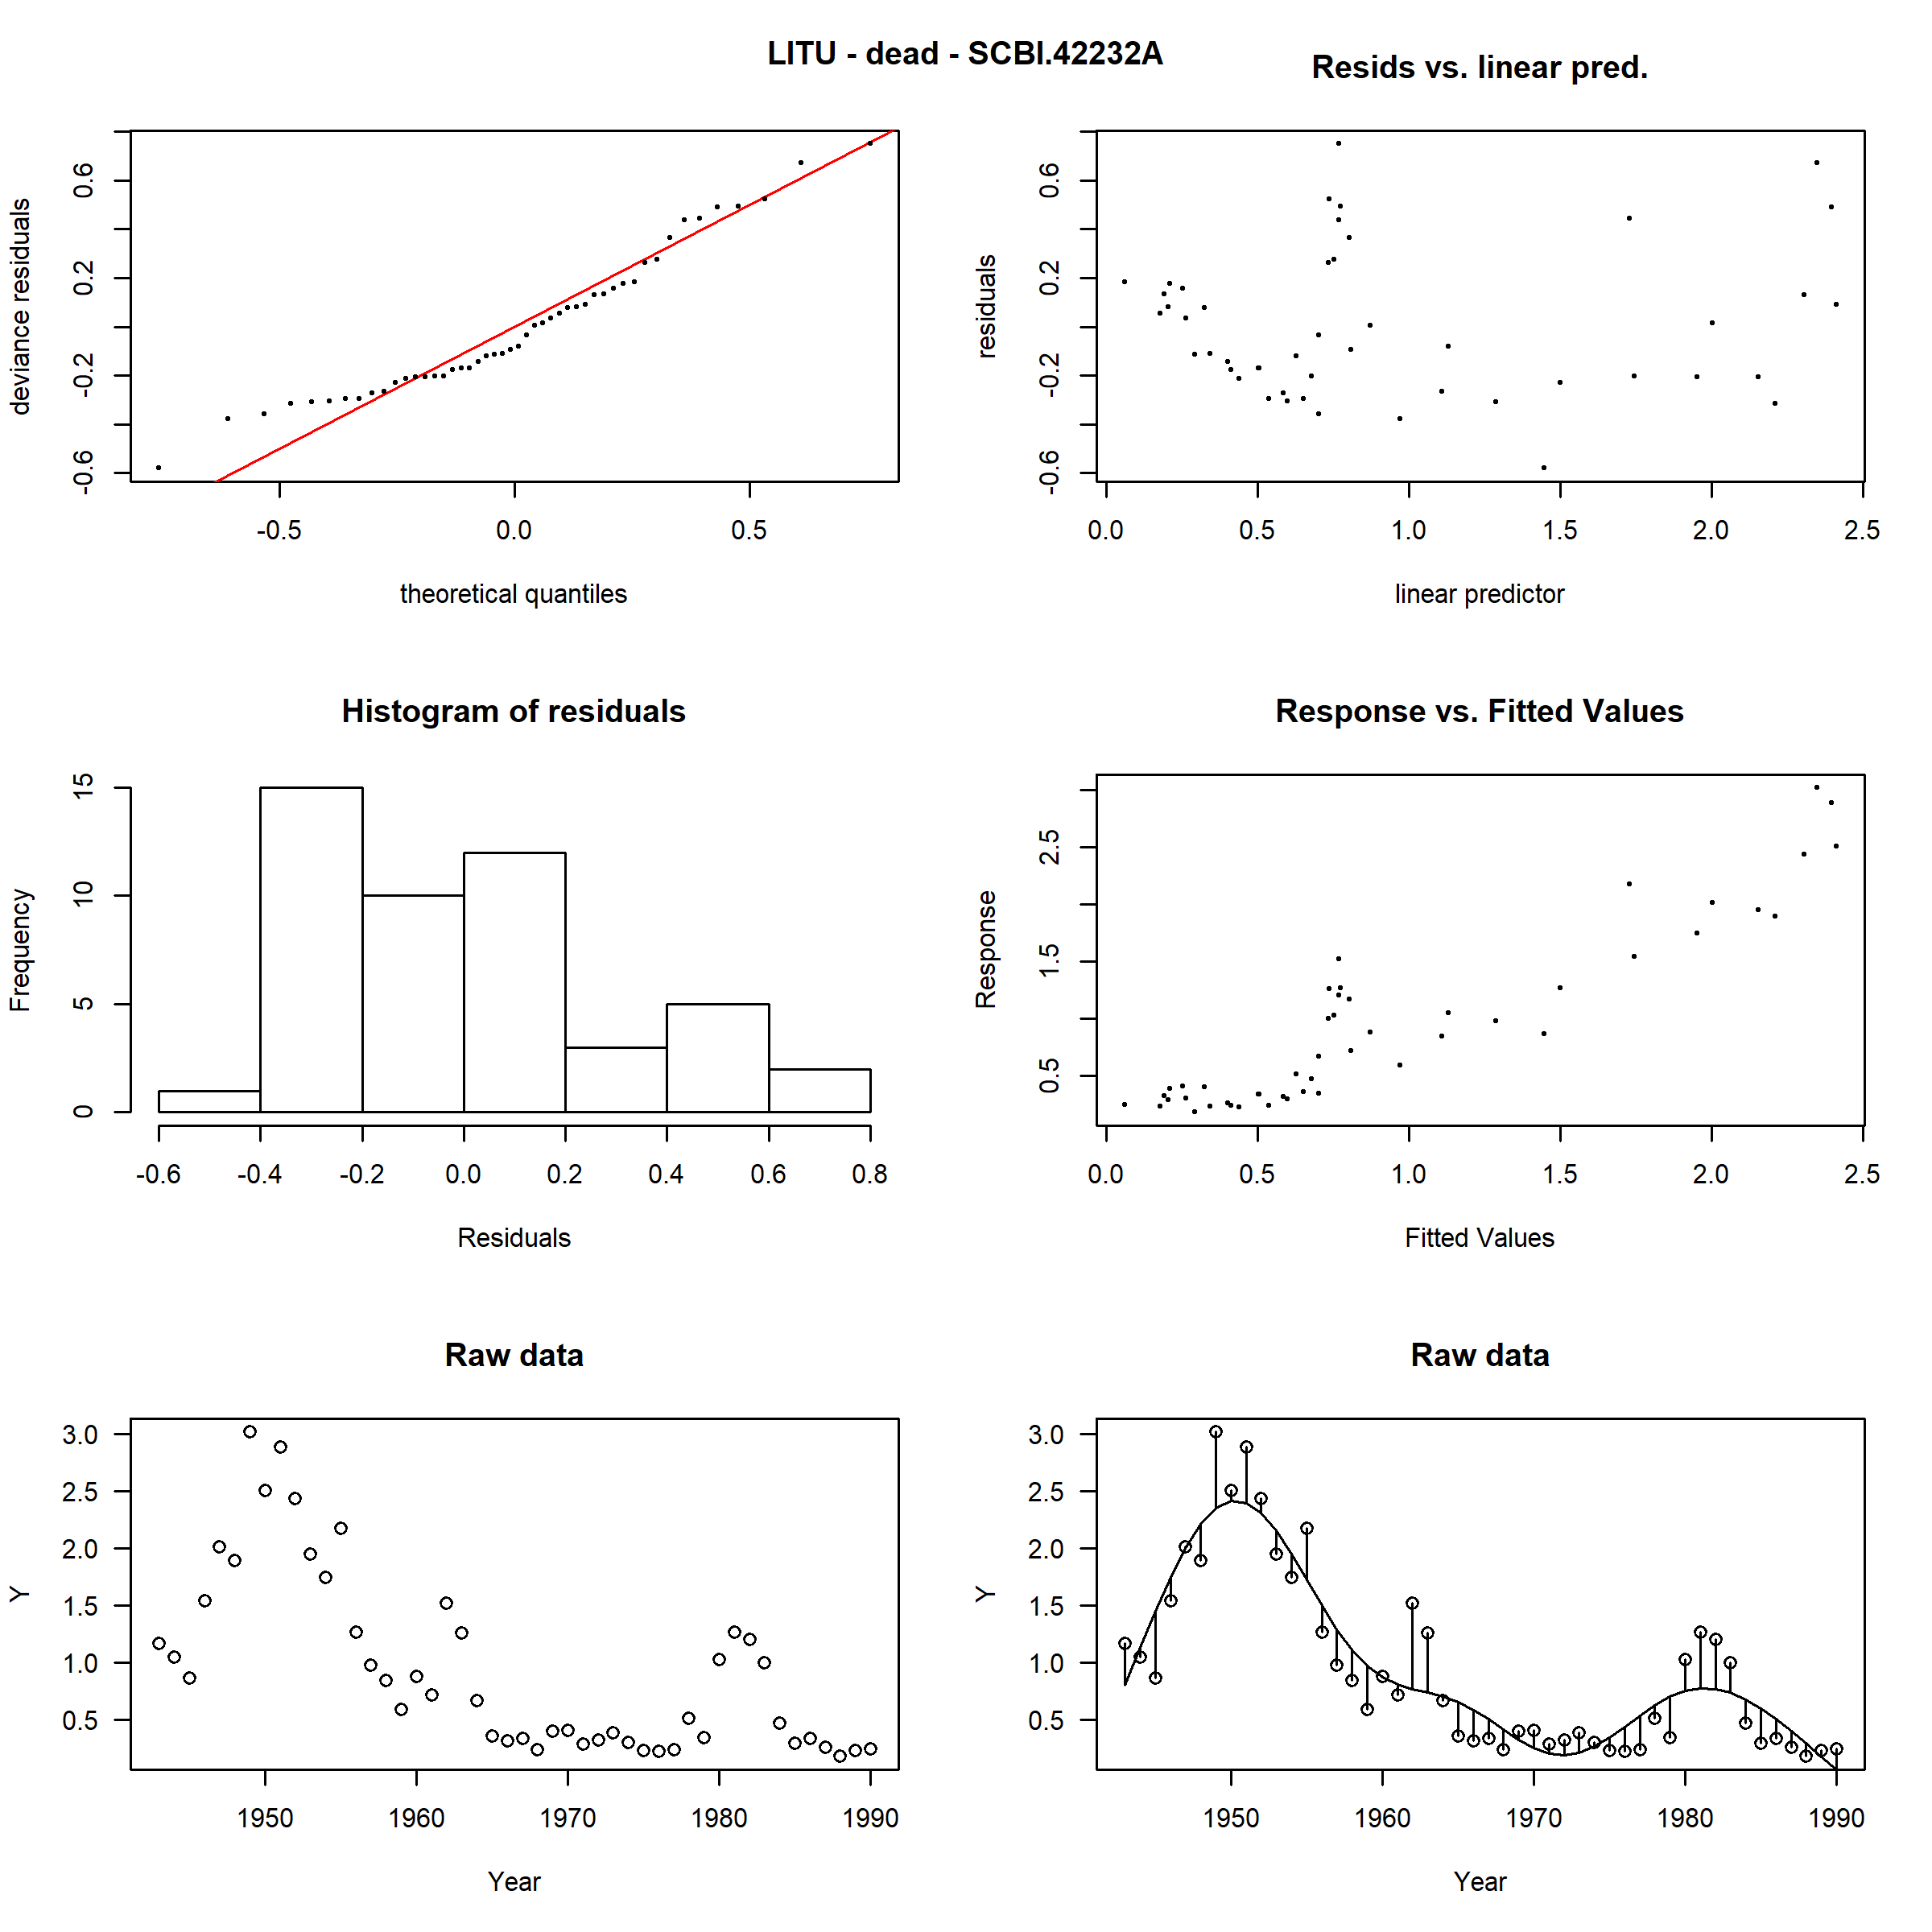 LITU - dead - SCBI.42232A
Resids vs. linear pred.
deviance residuals
-0.6 -0.2 0.2 0.6
-0.5 0.0 0.5
theoretical quantiles
residuals
-0.6 -0.2 0.2 0.6
0.0 0.5 1.0 1.5 2.0 2.5
linear predictor
Histogram of residuals
Frequency
0 5 10 15
-0.6 -0.4 -0.2 0.0 0.2 0.4 0.6 0.8
Residuals
Response vs. Fitted Values
Response
0.5 1.5 2.5
0.0 0.5 1.0 1.5 2.0 2.5
Fitted Values
Raw data
Y
3.0
2.5
2.0
1.5
1.0
0.5
1950 1960 1970 1980 1990
Year
Raw data
Y
3.0
2.5
2.0
1.5
1.0
0.5
1950 1960 1970 1980 1990
Year